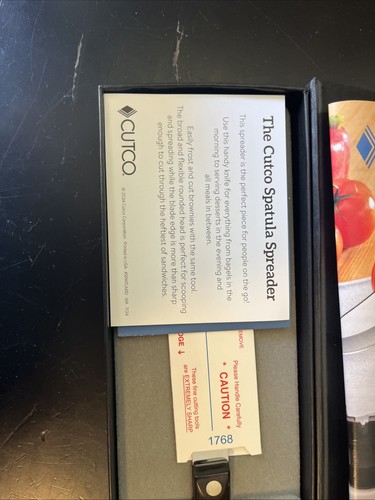 The Cutco Spatula Spreader
This spreader is the perfect piece for people on the go!
Use this handy knife for everything from bagels in the
morning to serving desserts in the evening and
all meals in between.
Easily frost and cut brownies with the same tool.
The broad and flexible rounded head is perfect for scooping
and spreading while the blade edge is more than sharp
enough to cut through the heftiest of sandwiches.
CUTCO.
Please Handle Carefully
• CAUTION •
1768
These fine cutting tools
are EXTREMELY SHARP